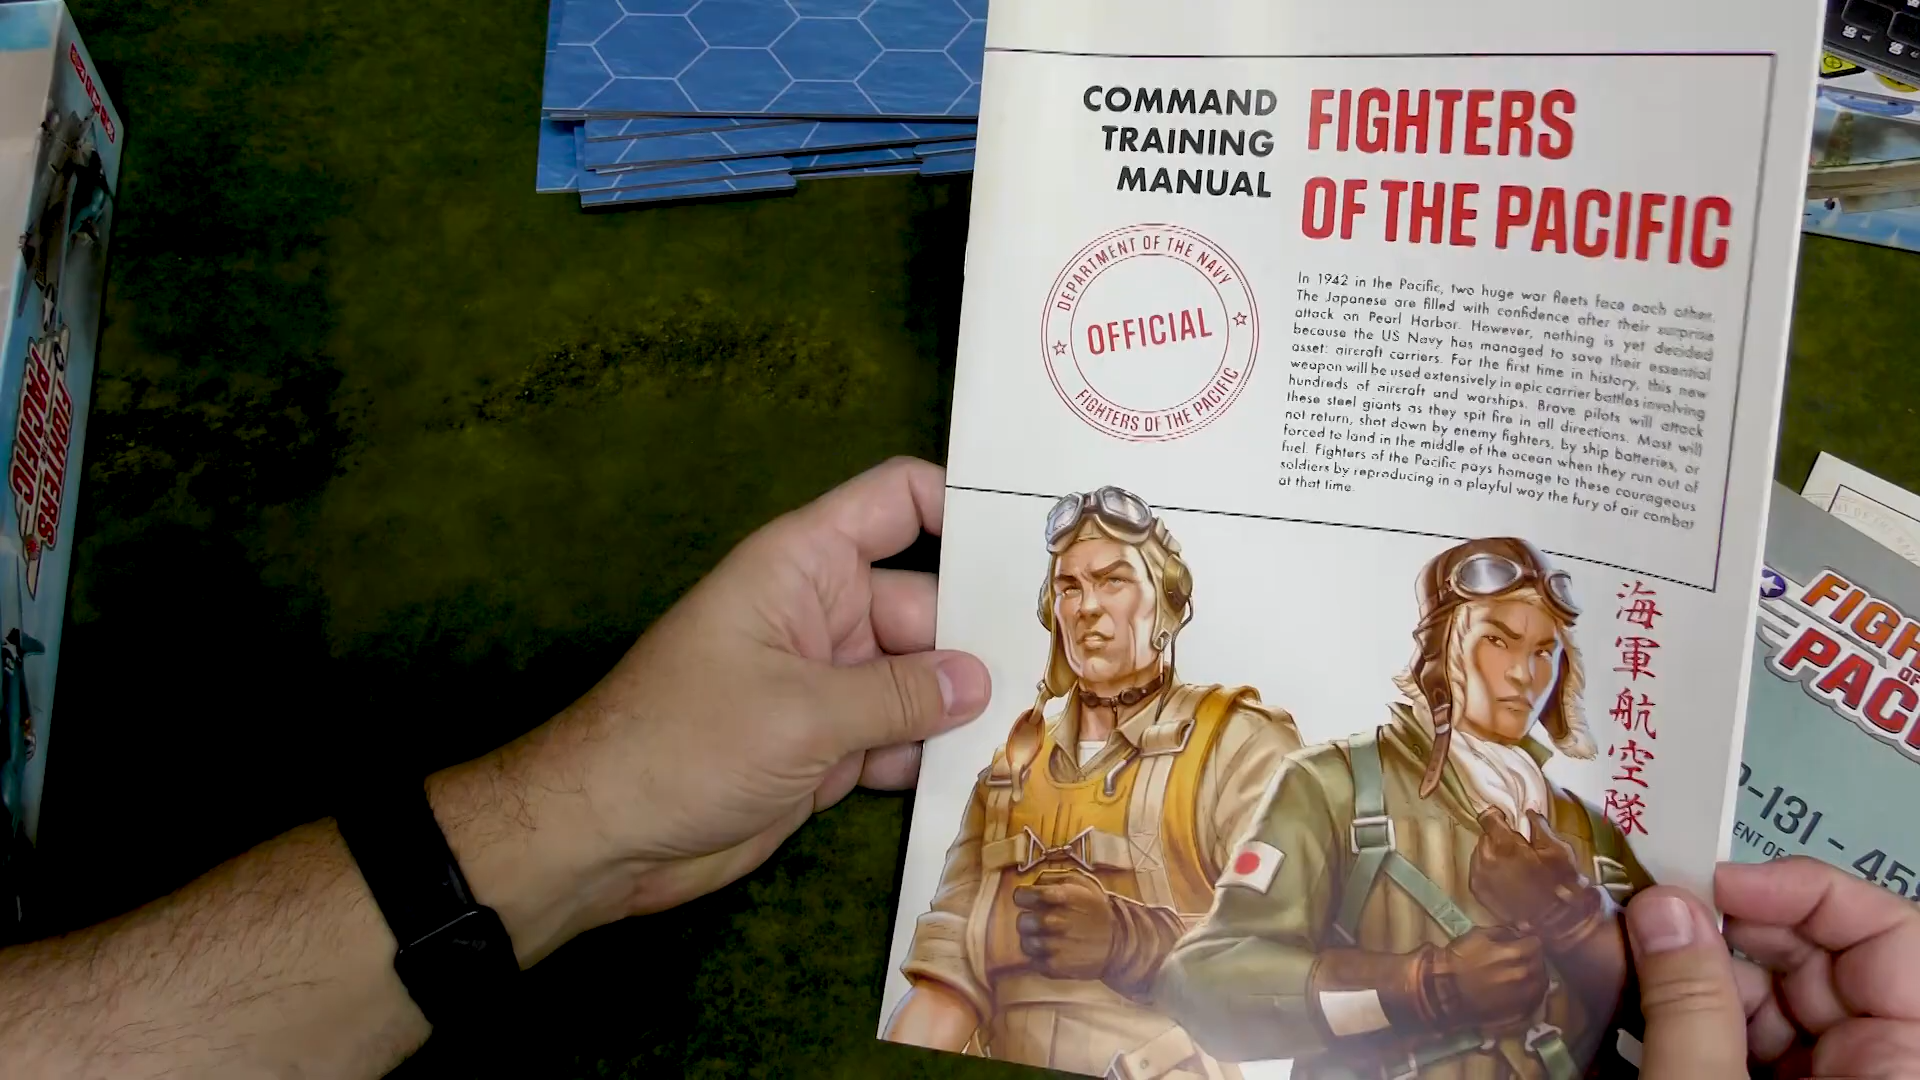 COMMAND
TRAINING
MANUAL
FIGHTERS
OF THE PACIFIC
DEPARTMENT OF THE NAVY
OFFICIAL
FIGHTERS OF THE PACIFIC
In 1942 in the Pacific, two huge war fleets face each other.
The Japanese are filled with confidence after their surprise
attack on Pearl Harbor. However, nothing is yet decided
because the US Navy has managed to save their essential
asset: aircraft carriers. For the first time in history, this new
weapon will be used extensively in epic carrier battles involving
hundreds of aircraft and warships. Brave pilots will attack
these steel giants as they spit fire in all directions. Most will
not return, shot down by enemy fighters, by ship batteries, or
forced to land in the middle of the ocean when they run out of
fuel. Fighters of the Pacific pays homage to these courageous
soldiers by reproducing in a playful way the fury of air combat
at that time.
海軍航空隊
FIGHTERS
OF THE
PACIFIC
FIGH
OF
PACI
-131 - 45